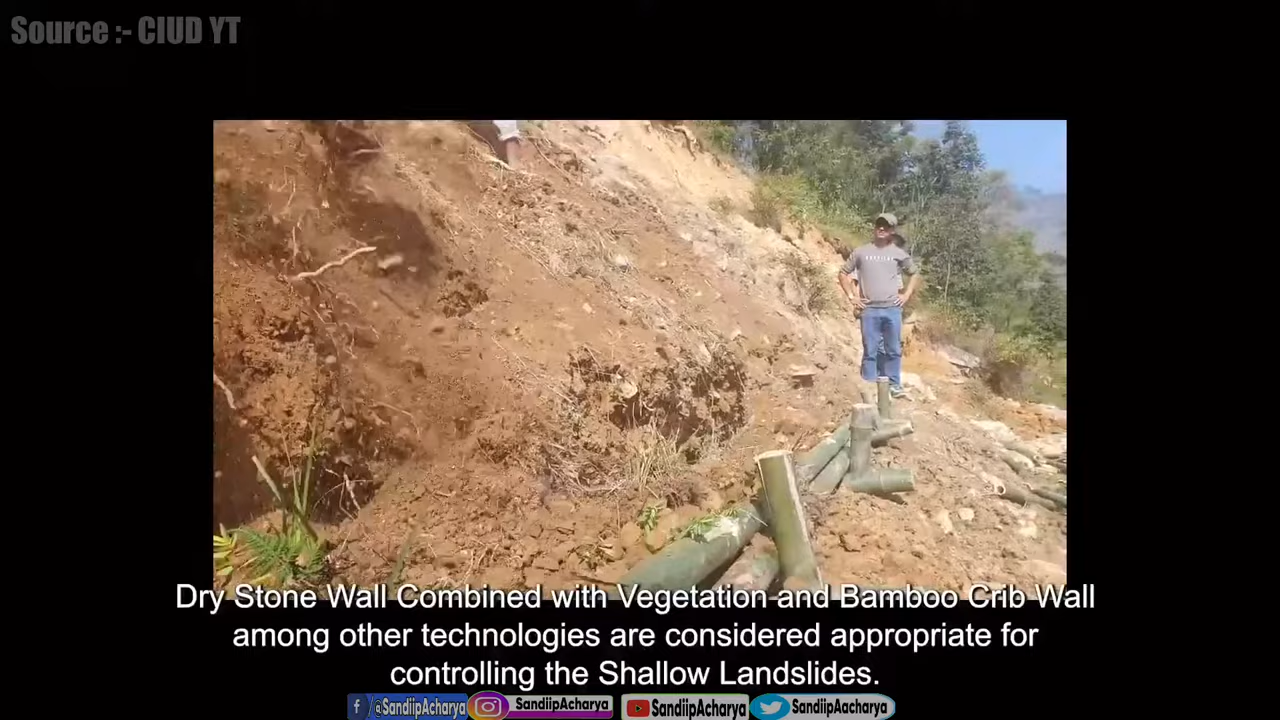 Source :- CIUD YT
Dry Stone Wall Combined with Vegetation and Bamboo Crib Wall
among other technologies are considered appropriate for
controlling the Shallow Landslides.
@SandiipAcharya
SandiipAcharya
SandiipAcharya
SandiipAacharya